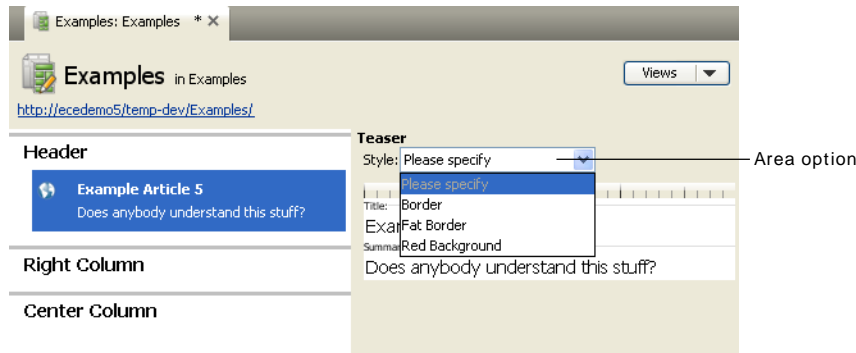 Examples: Examples * ×
Examples in Examples
Views
http://ecedemo5/temp-dev/Examples/
Header
Example Article 5
Does anybody understand this stuff?
Right Column
Center Column
Teaser
Style: Please specify
Area option
Please specify
Border
Fat Border
Red Background
Title:
Exa
Summa
Does anybody understand this stuff?